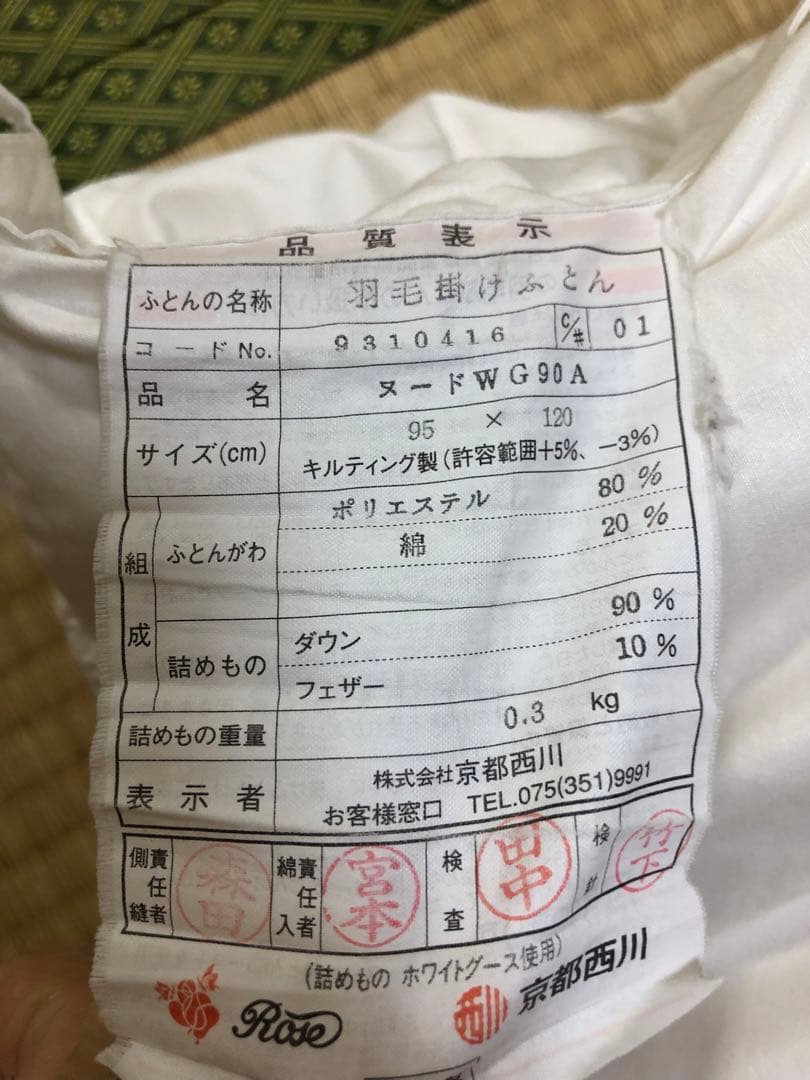 品質表示
ふとんの名称 羽毛掛けふとん
コードNo. 9310416 C/# 01
品名 ヌードWG90A
サイズ(cm) 95 × 120
キルティング製(許容範囲+5%、-3%)
組成 ふとんがわ ポリエステル 80%
綿 20%
詰めもの ダウン 90%
フェザー 10%
詰めもの重量 0.3 kg
表示者 株式会社京都西川
お客様窓口 TEL.075(351)9991
側縫責任者 森田 綿入責任者 宮本 検査 田中 検針 竹下
(詰めもの ホワイトグース使用)
Rose 西川 京都西川